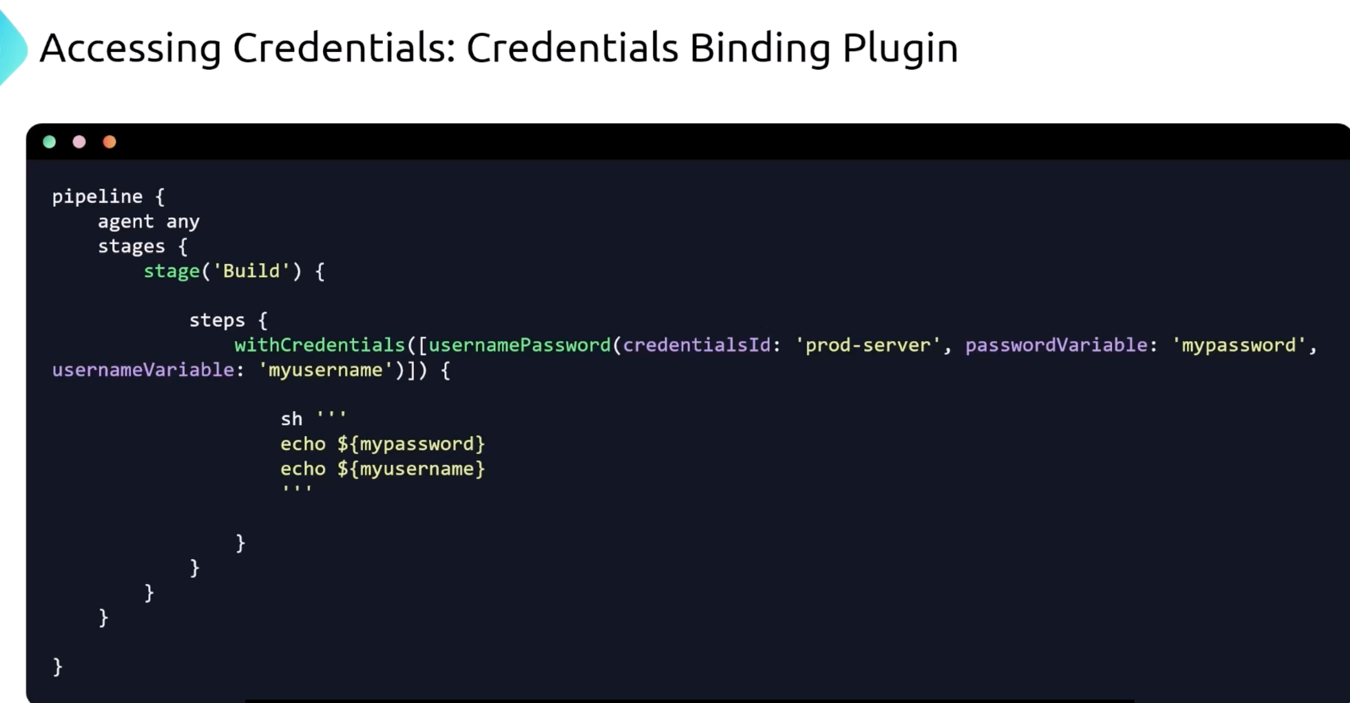 Accessing Credentials: Credentials Binding Plugin
pipeline {
    agent any
    stages {
        stage('Build') {
            steps {
                withCredentials([usernamePassword(credentialsId: 'prod-server', passwordVariable: 'mypassword',
usernameVariable: 'myusername')]) {
                    sh '''
                    echo ${mypassword}
                    echo ${myusername}
                    '''
                }
            }
        }
    }
}